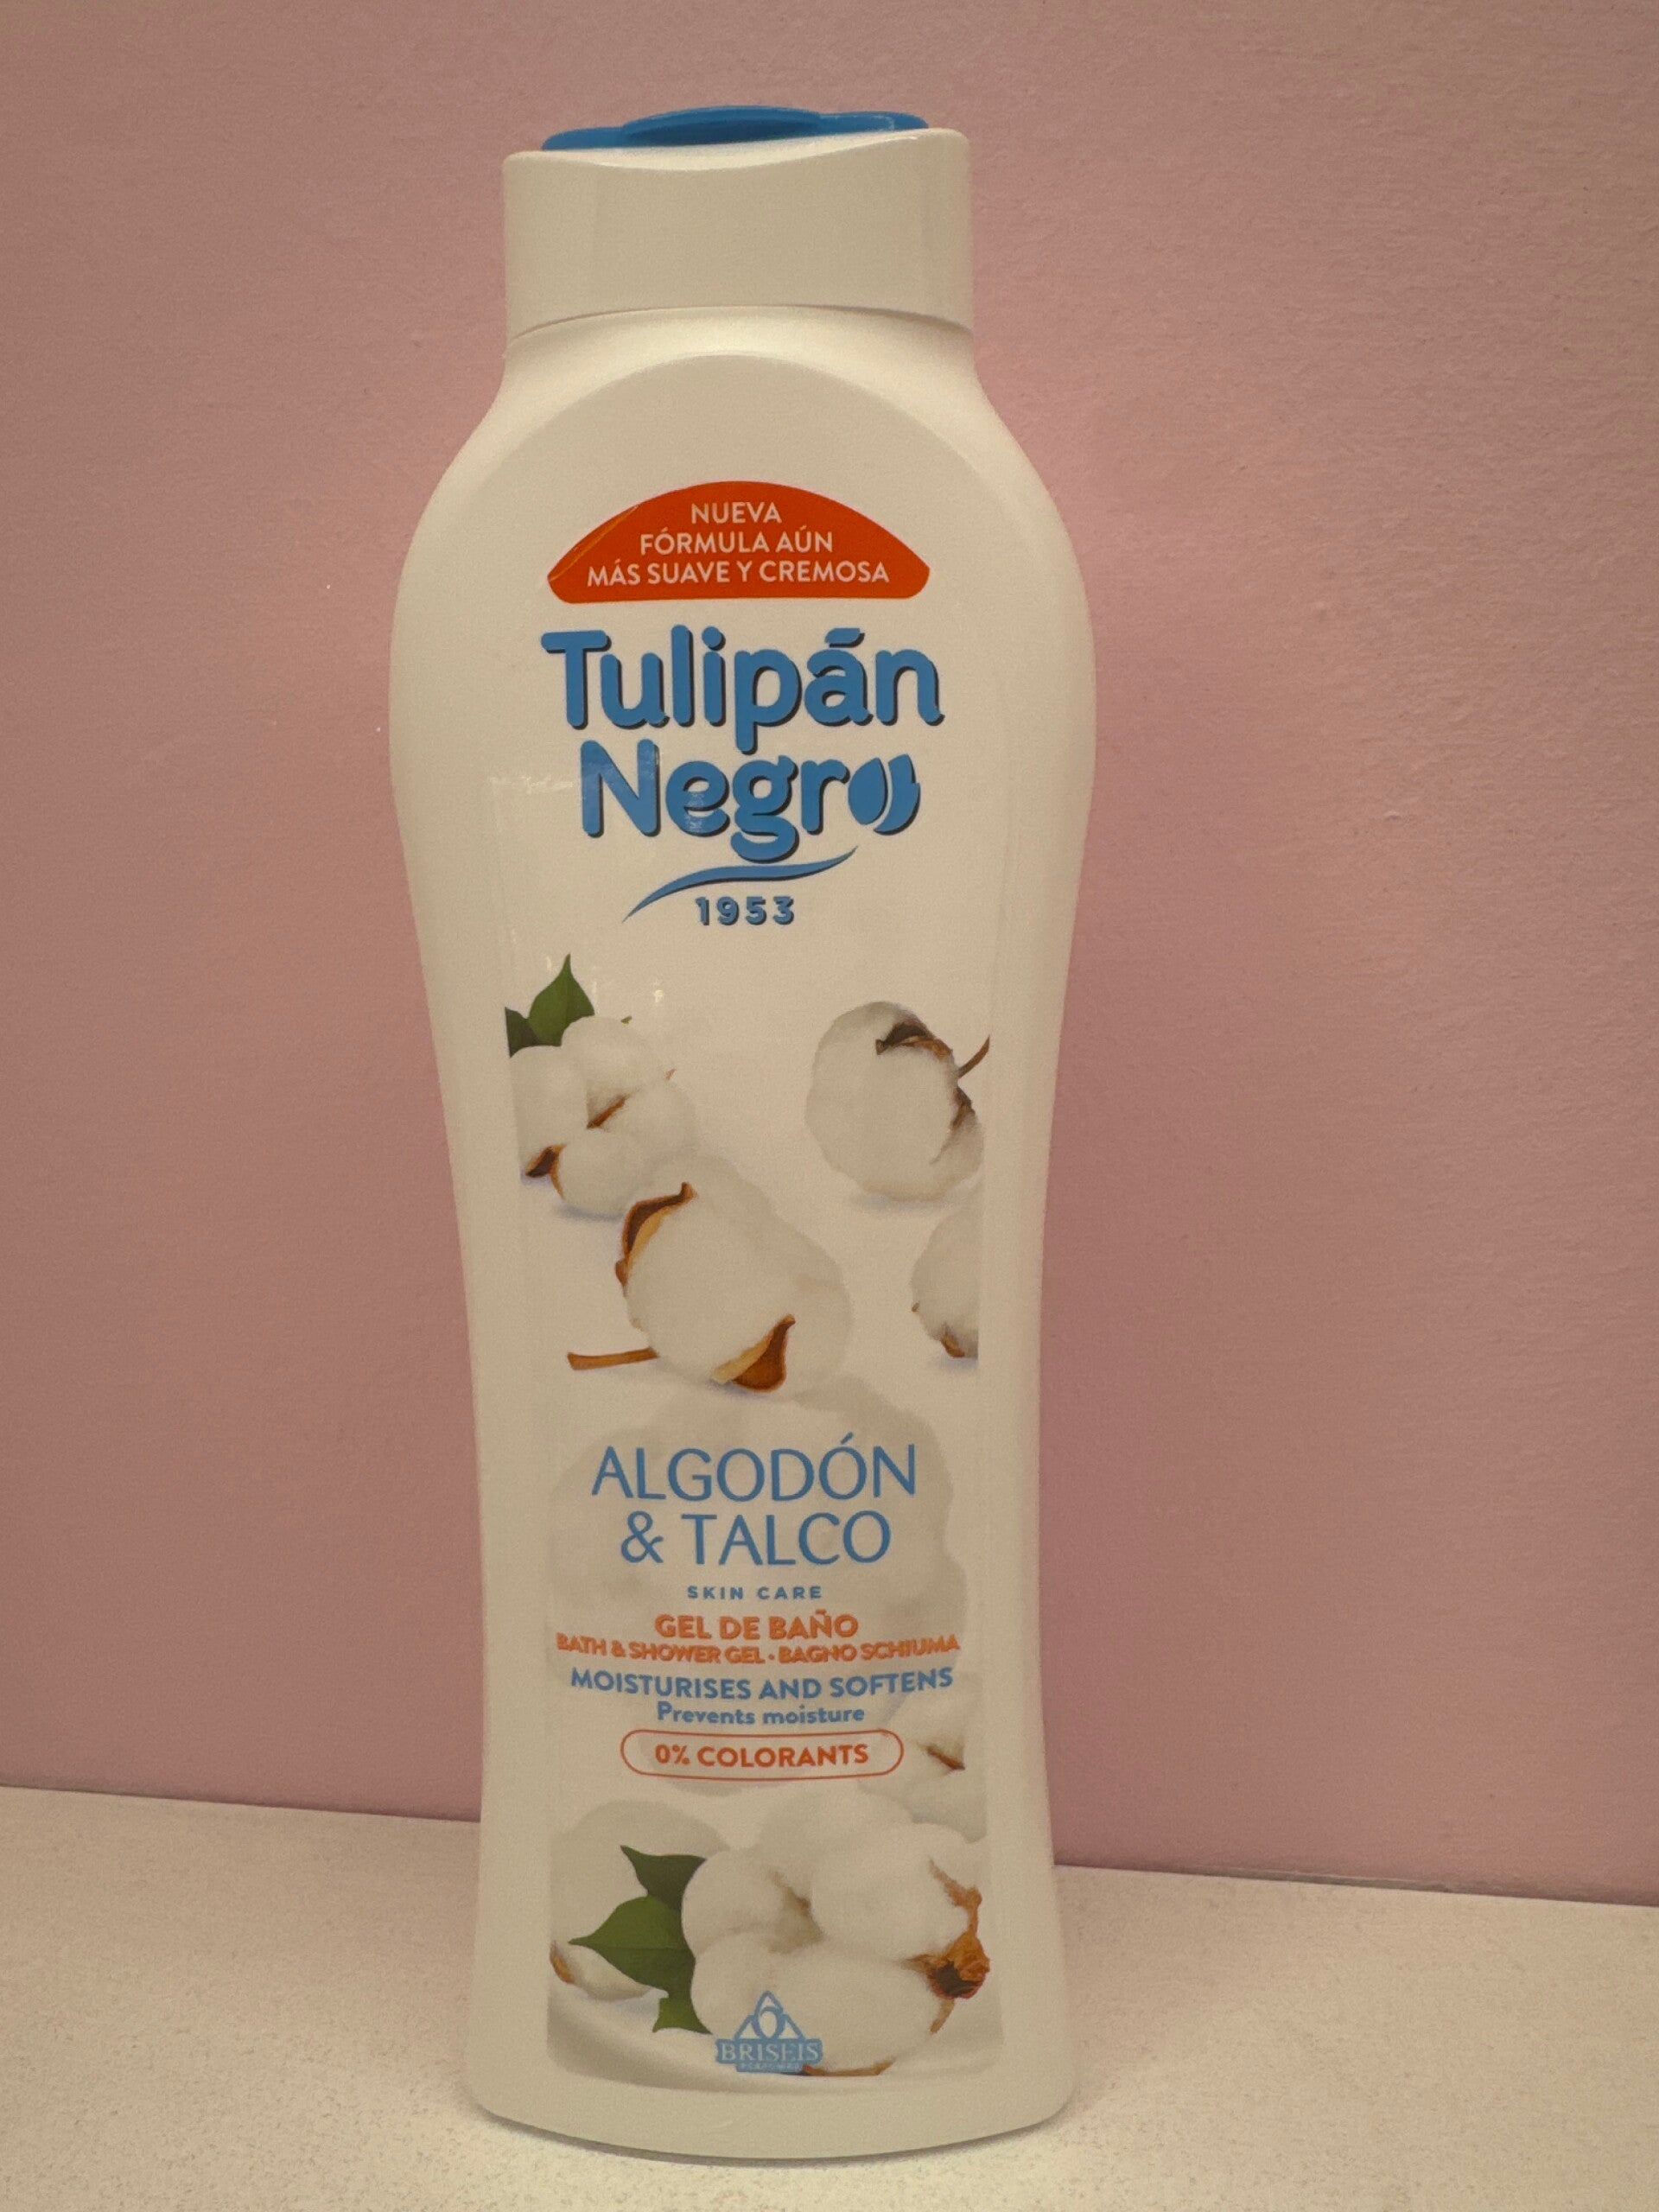 NUEVA
FÓRMULA AÚN
MÁS SUAVE Y CREMOSA
Tulipán
Negro
1953
ALGODÓN
& TALCO
SKIN CARE
GEL DE BAÑO
BATH & SHOWER GEL • BAGNO SCHIUMA
MOISTURISES AND SOFTENS
Prevents moisture
0% COLORANTS
BRISEIS